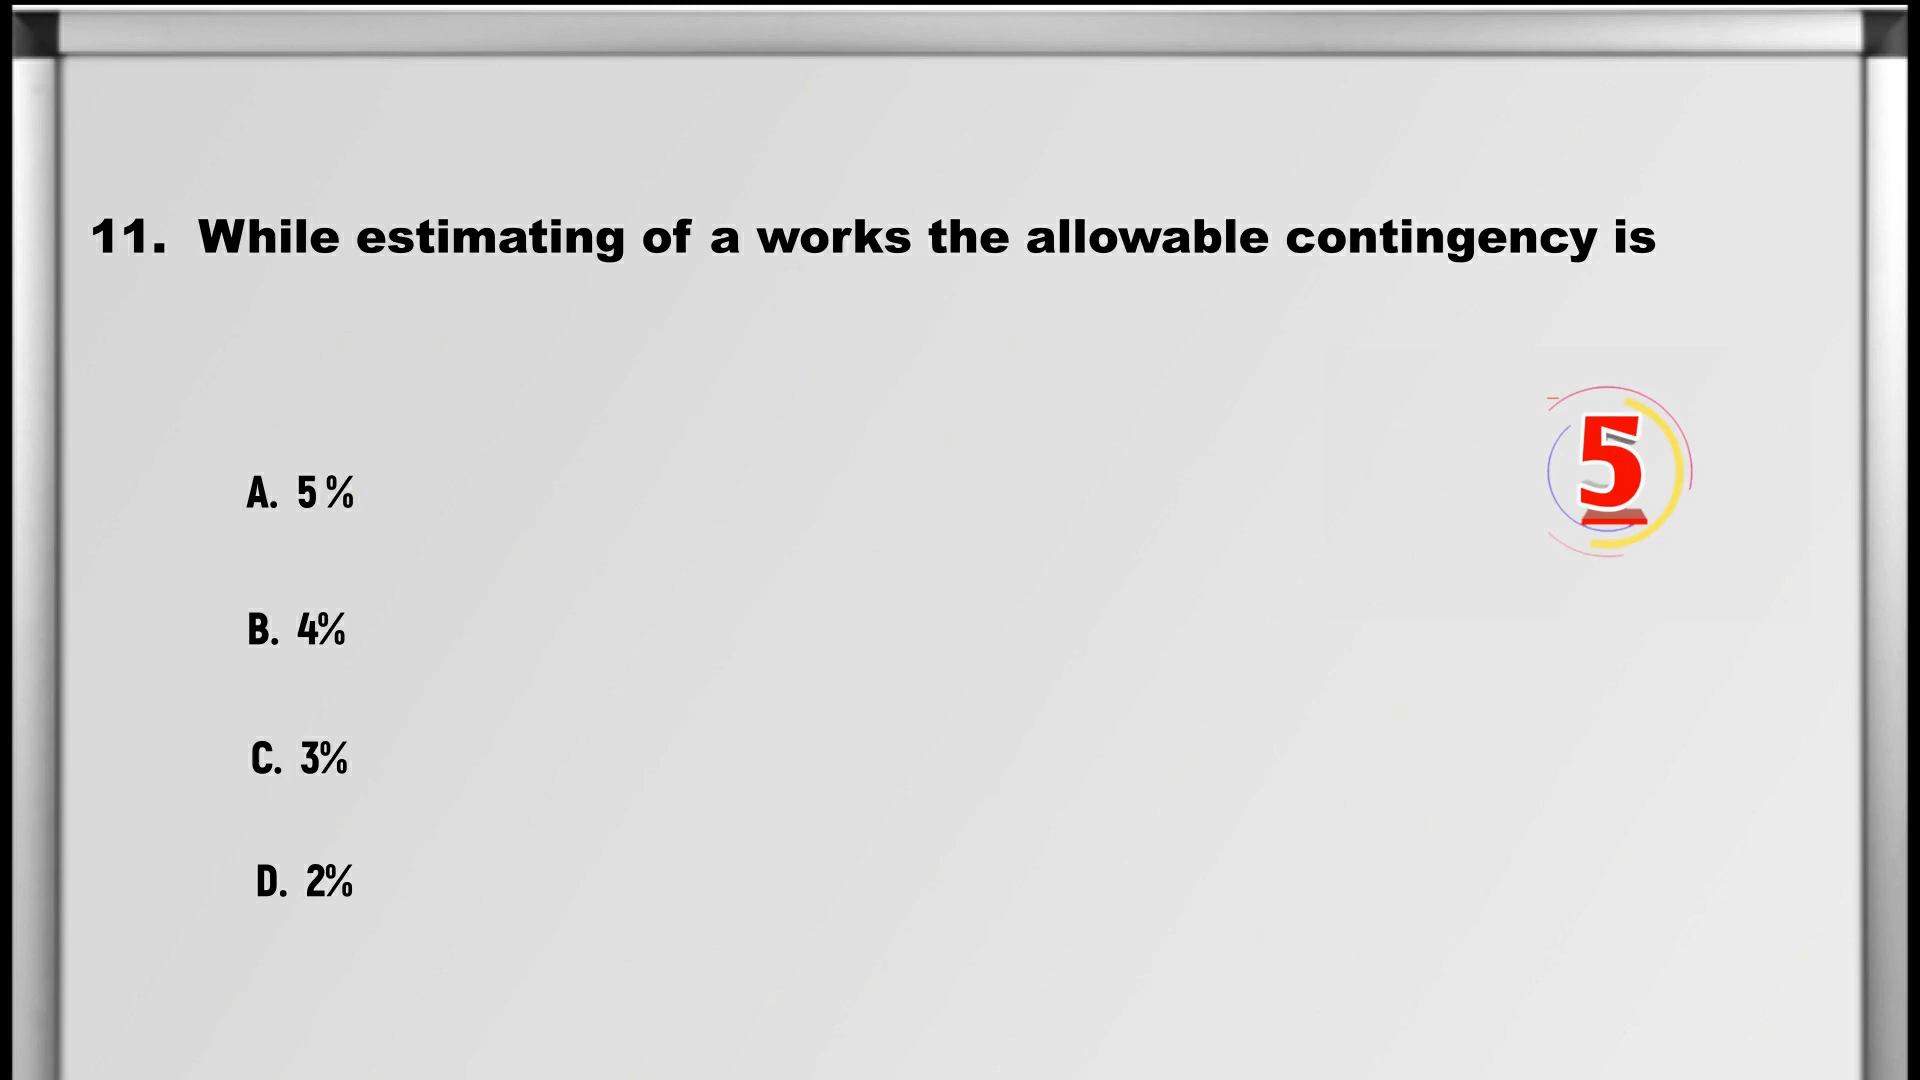 11. While estimating of a works the allowable contingency is
5
A. 5 %
B. 4%
C. 3%
D. 2%